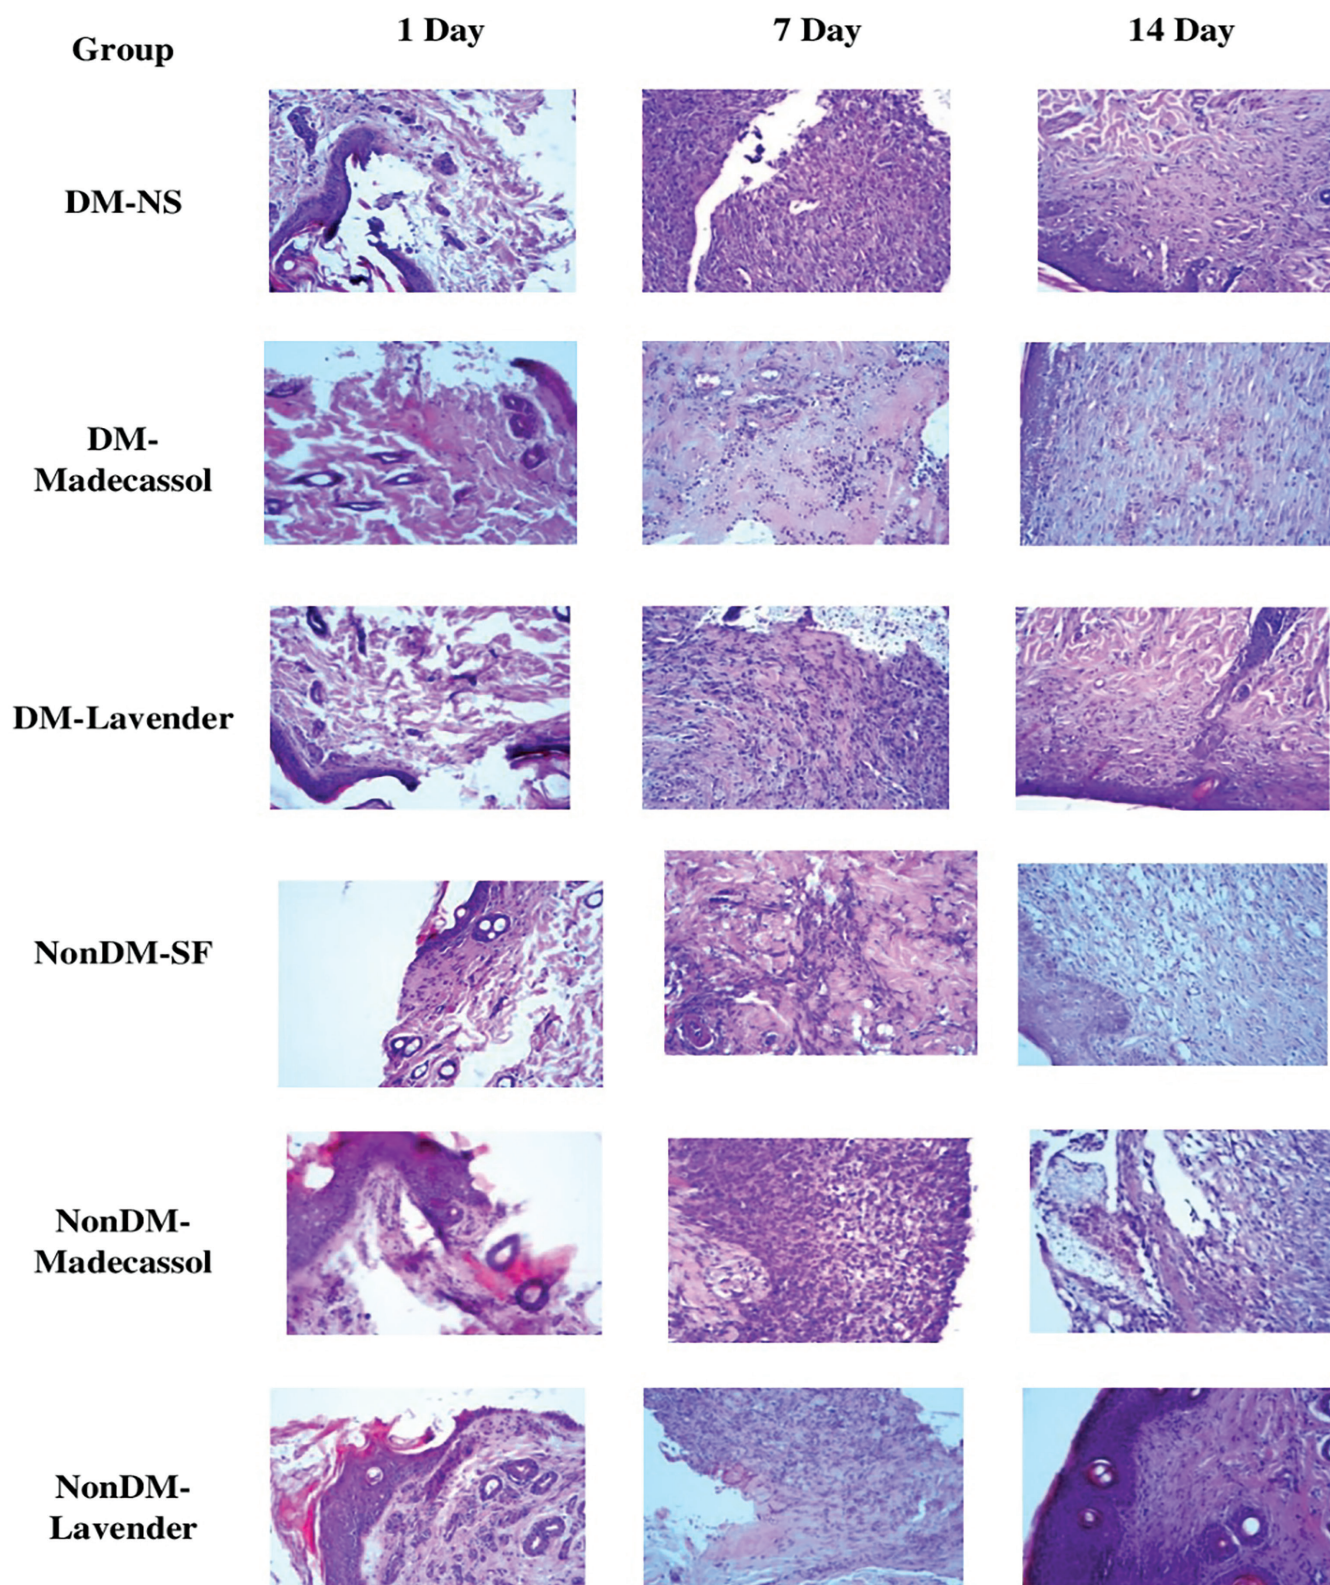 Group
1 Day
7 Day
14 Day
DM-NS
DM-
Madecassol
DM-Lavender
NonDM-SF
NonDM-
Madecassol
NonDM-
Lavender